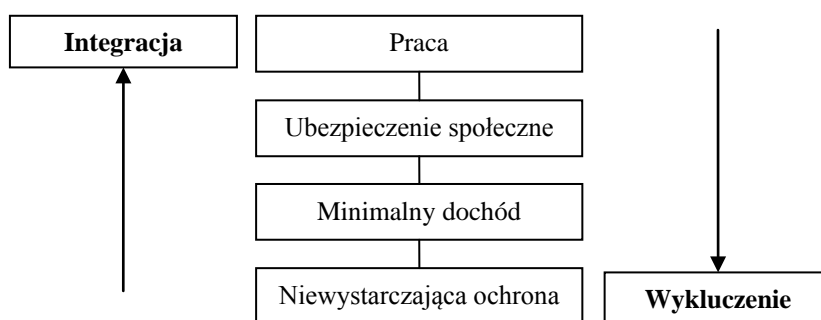 Integracja
Praca
Ubezpieczenie społeczne
Minimalny dochód
Niewystarczająca ochrona
Wykluczenie